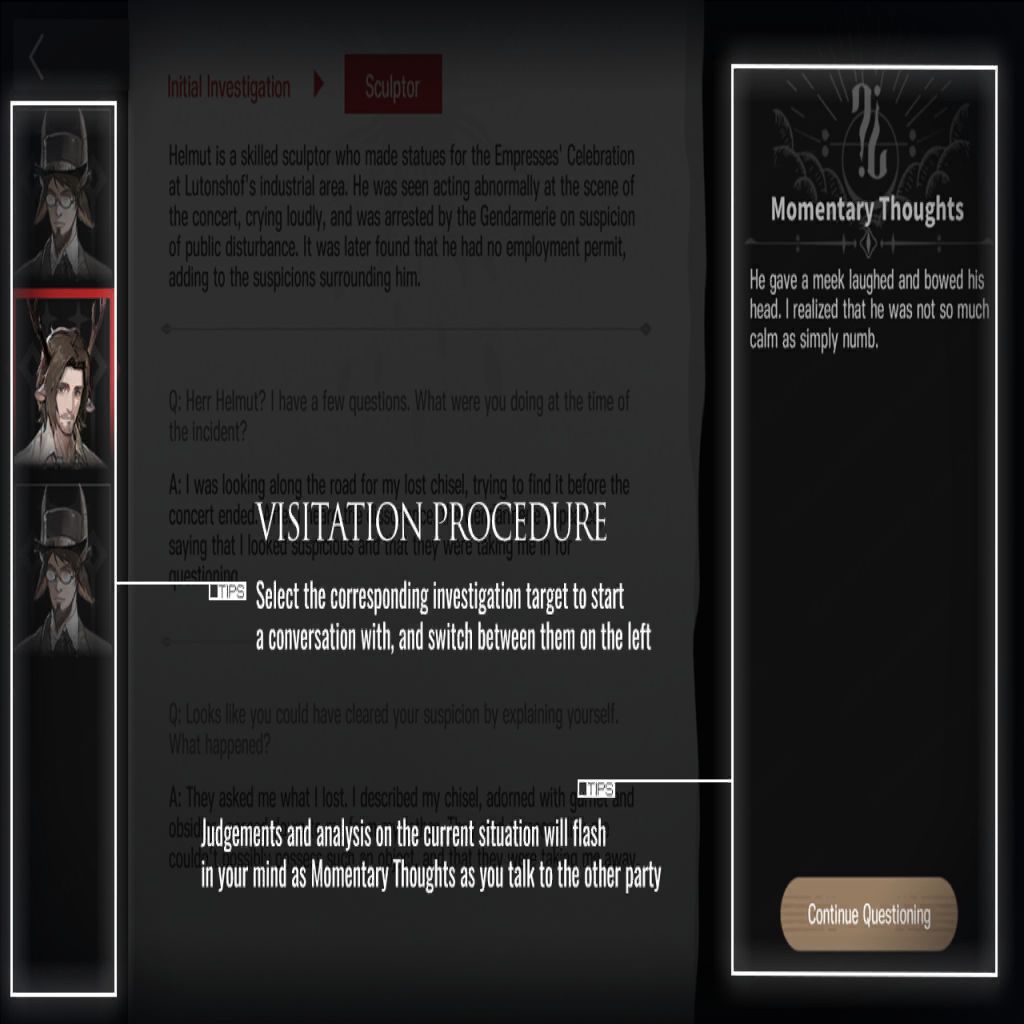 Initial Investigation
Sculptor
Helmut is a skilled sculptor who made statues for the Empresses' Celebration
at Lutonshof's industrial area. He was seen acting abnormally at the scene of
the concert, crying loudly, and was arrested by the Gendarmerie on suspicion
of public disturbance. It was later found that he had no employment permit,
adding to the suspicions surrounding him.
Q: Herr Helmut? I have a few questions. What were you doing at the time of
the incident?
A: I was looking along the road for my lost chisel, trying to find it before the
concert ended.
saying that I looked suspicious and that they were taking me in for
questioning.
VISITATION PROCEDURE
TIPS
Select the corresponding investigation target to start
a conversation with, and switch between them on the left
Q: Looks like you could have cleared your suspicion by explaining yourself.
What happened?
A: They asked me what I lost. I described my chisel, adorned with garnet and
couldn't possibly possess such an object, and that they were taking me away.
TIPS
Judgements and analysis on the current situation will flash
in your mind as Momentary Thoughts as you talk to the other party
Momentary Thoughts
He gave a meek laughed and bowed his
head. I realized that he was not so much
calm as simply numb.
Continue Questioning